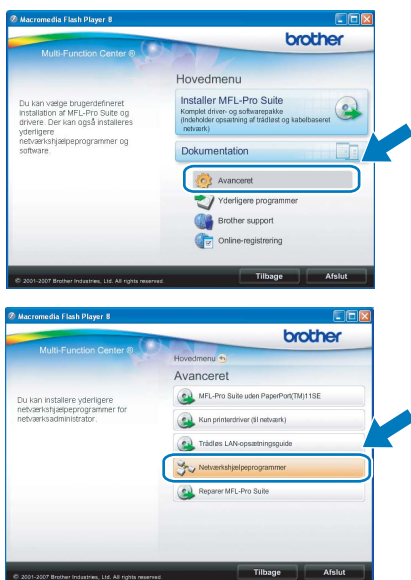 Macromedia Flash Player 8
brother
Multi-Function Center ®
Hovedmenu
Du kan vælge brugerdefineret
installation af MFL-Pro Suite og
drivere. Der kan også installeres
yderligere
netværkshjælpeprogrammer og
software.
Installer MFL-Pro Suite
Komplet driver- og softwarepakke
(Indeholder opsætning af trådløst og kabelbaseret
netværk)
Dokumentation
Avanceret
Yderligere programmer
Brother support
Online-registrering
© 2001-2007 Brother Industries, Ltd. All rights reserved
Tilbage
Afslut
Macromedia Flash Player 8
brother
Multi-Function Center ®
Hovedmenu
Avanceret
Du kan installere yderligere
netværkshjælpeprogrammer for
netværksadministrator.
MFL-Pro Suite uden PaperPort(TM)11SE
Kun printerdriver (til netværk)
Trådløs LAN-opsætningsguide
Netværkshjælpeprogrammer
Reparer MFL-Pro Suite
© 2001-2007 Brother Industries, Ltd. All rights reserved
Tilbage
Afslut